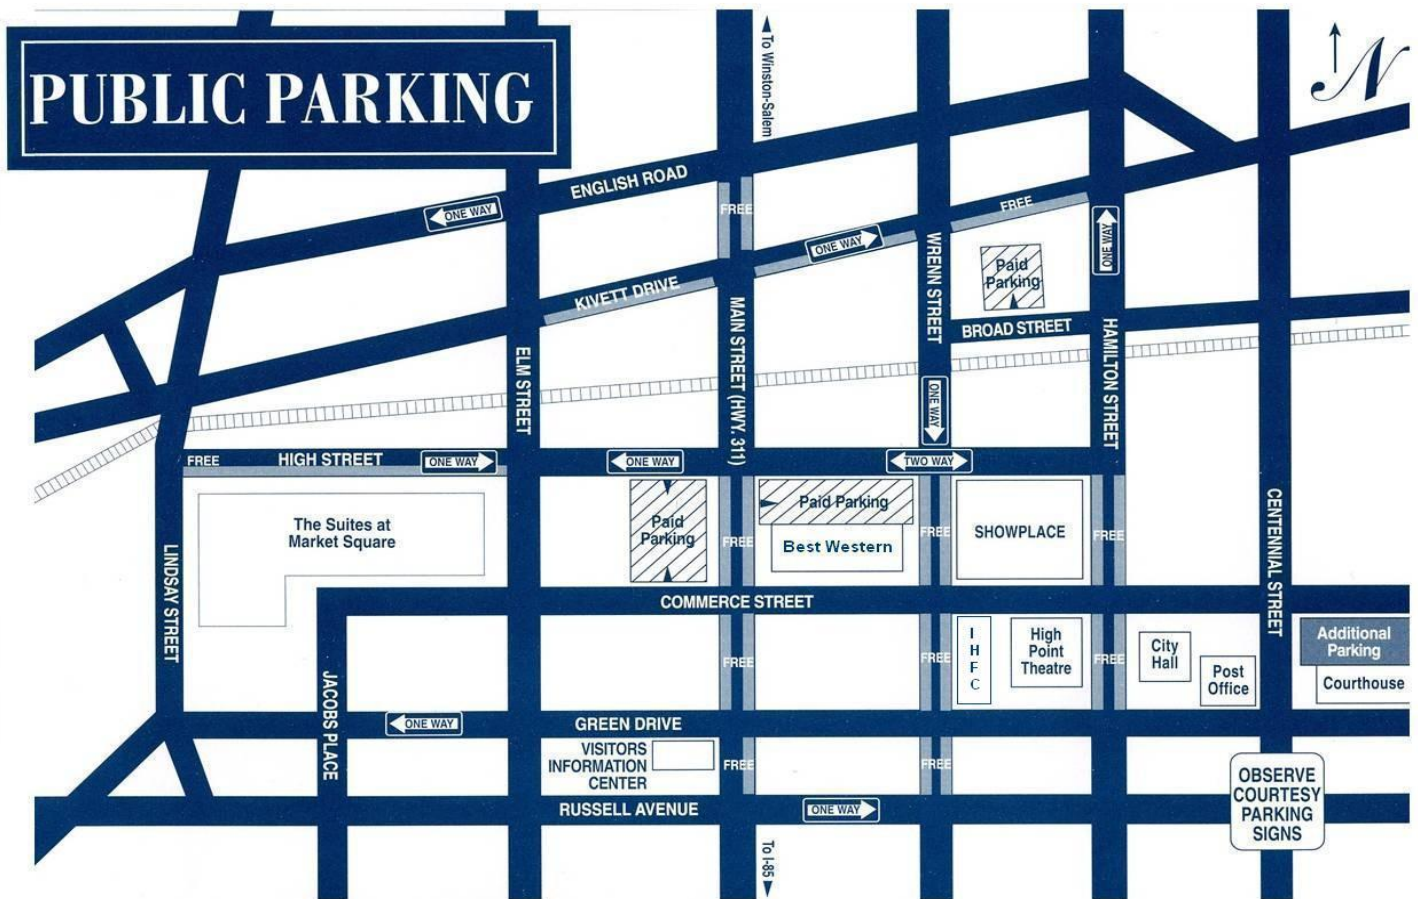 PUBLIC PARKING
To Winston-Salem
N
ENGLISH ROAD
ONE WAY
FREE
FREE
ONE WAY
ONE WAY
KIVETT DRIVE
WRENN STREET
Paid
Parking
BROAD STREET
MAIN STREET (HWY. 311)
ELM STREET
HAMILTON STREET
ONE WAY
FREE
HIGH STREET
ONE WAY
ONE WAY
TWO WAY
The Suites at
Market Square
Paid
Parking
FREE
Paid Parking
Best Western
FREE
SHOWPLACE
FREE
CENTENNIAL STREET
LINDSAY STREET
COMMERCE STREET
JACOBS PLACE
FREE
FREE
I
H
F
C
High
Point
Theatre
FREE
City
Hall
Post
Office
Additional
Parking
Courthouse
ONE WAY
GREEN DRIVE
VISITORS
INFORMATION
CENTER
FREE
FREE
RUSSELL AVENUE
ONE WAY
OBSERVE
COURTESY
PARKING
SIGNS
To I-85